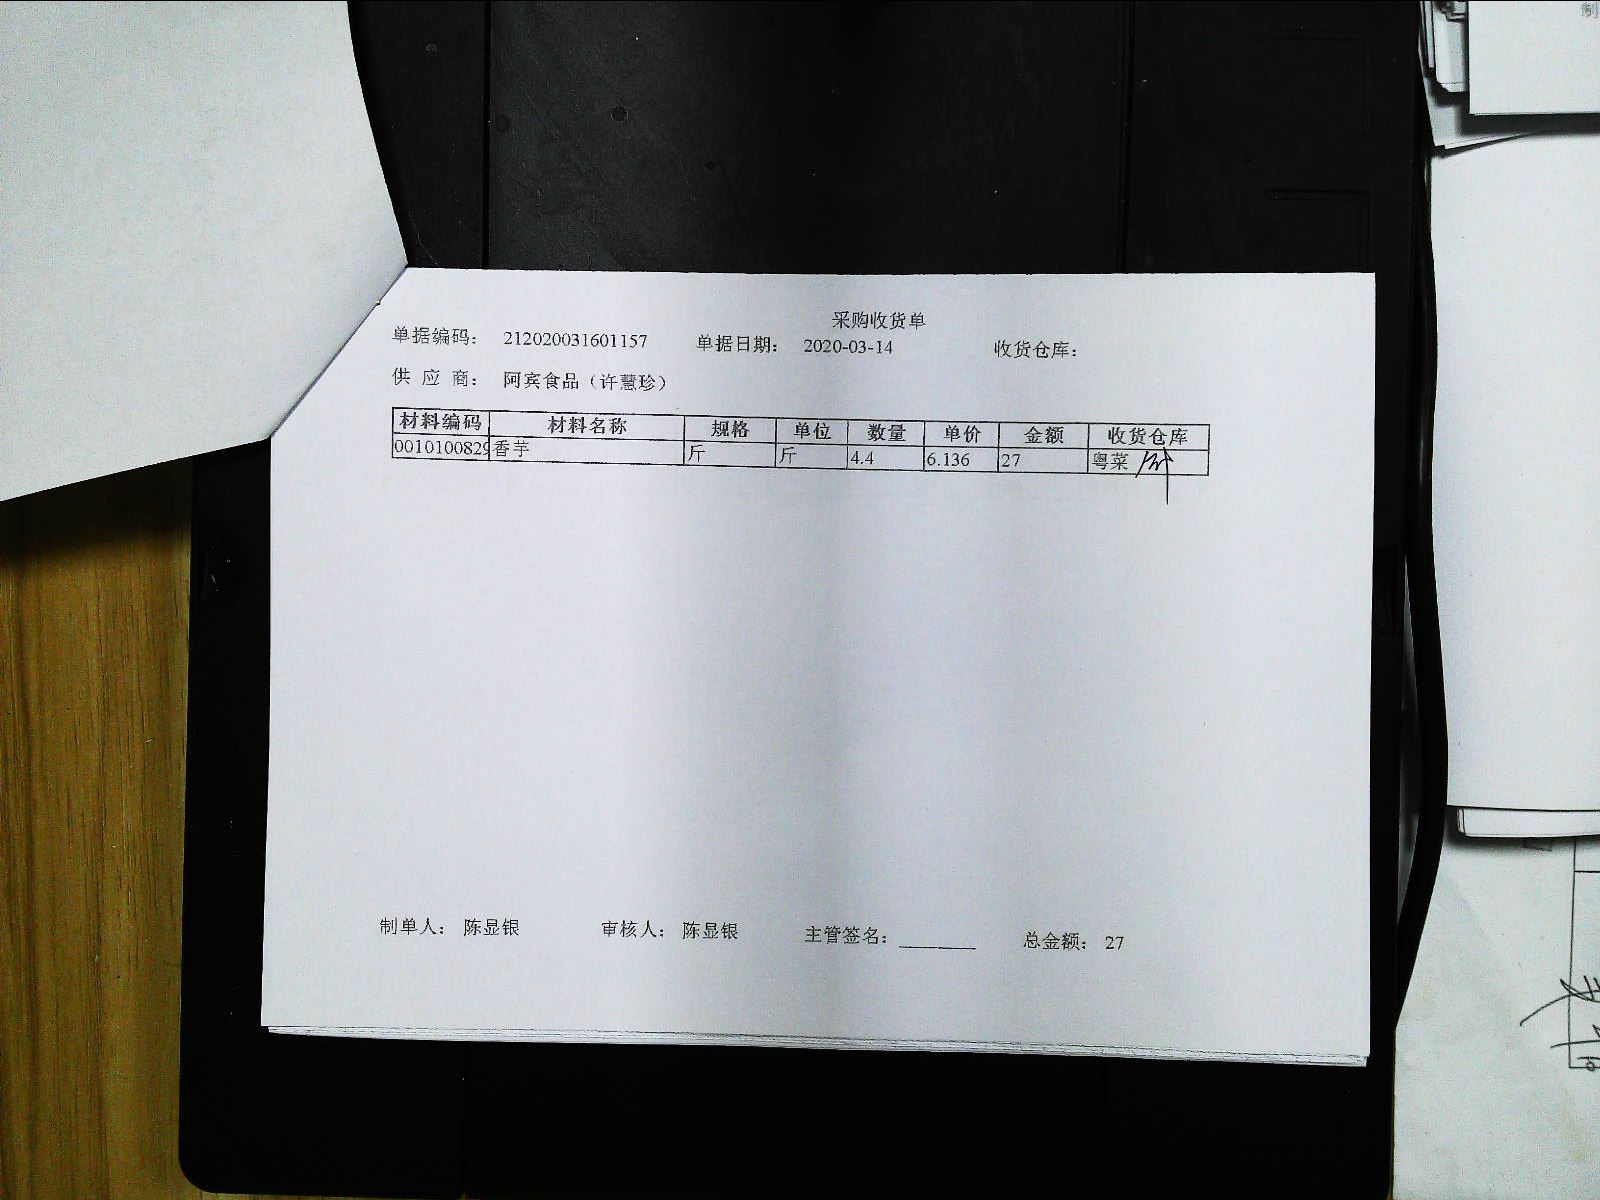 采购收货单
单据编码： 212020031601157 单据日期： 2020-03-14 收货仓库：
供 应 商： 阿宾食品（许慧珍）
材料编码 材料名称 规格 单位 数量 单价 金额 收货仓库
0010100829 香芋 斤 斤 4.4 6.136 27 粤菜
制单人： 陈显银 审核人： 陈显银 主管签名： 总金额： 27
制